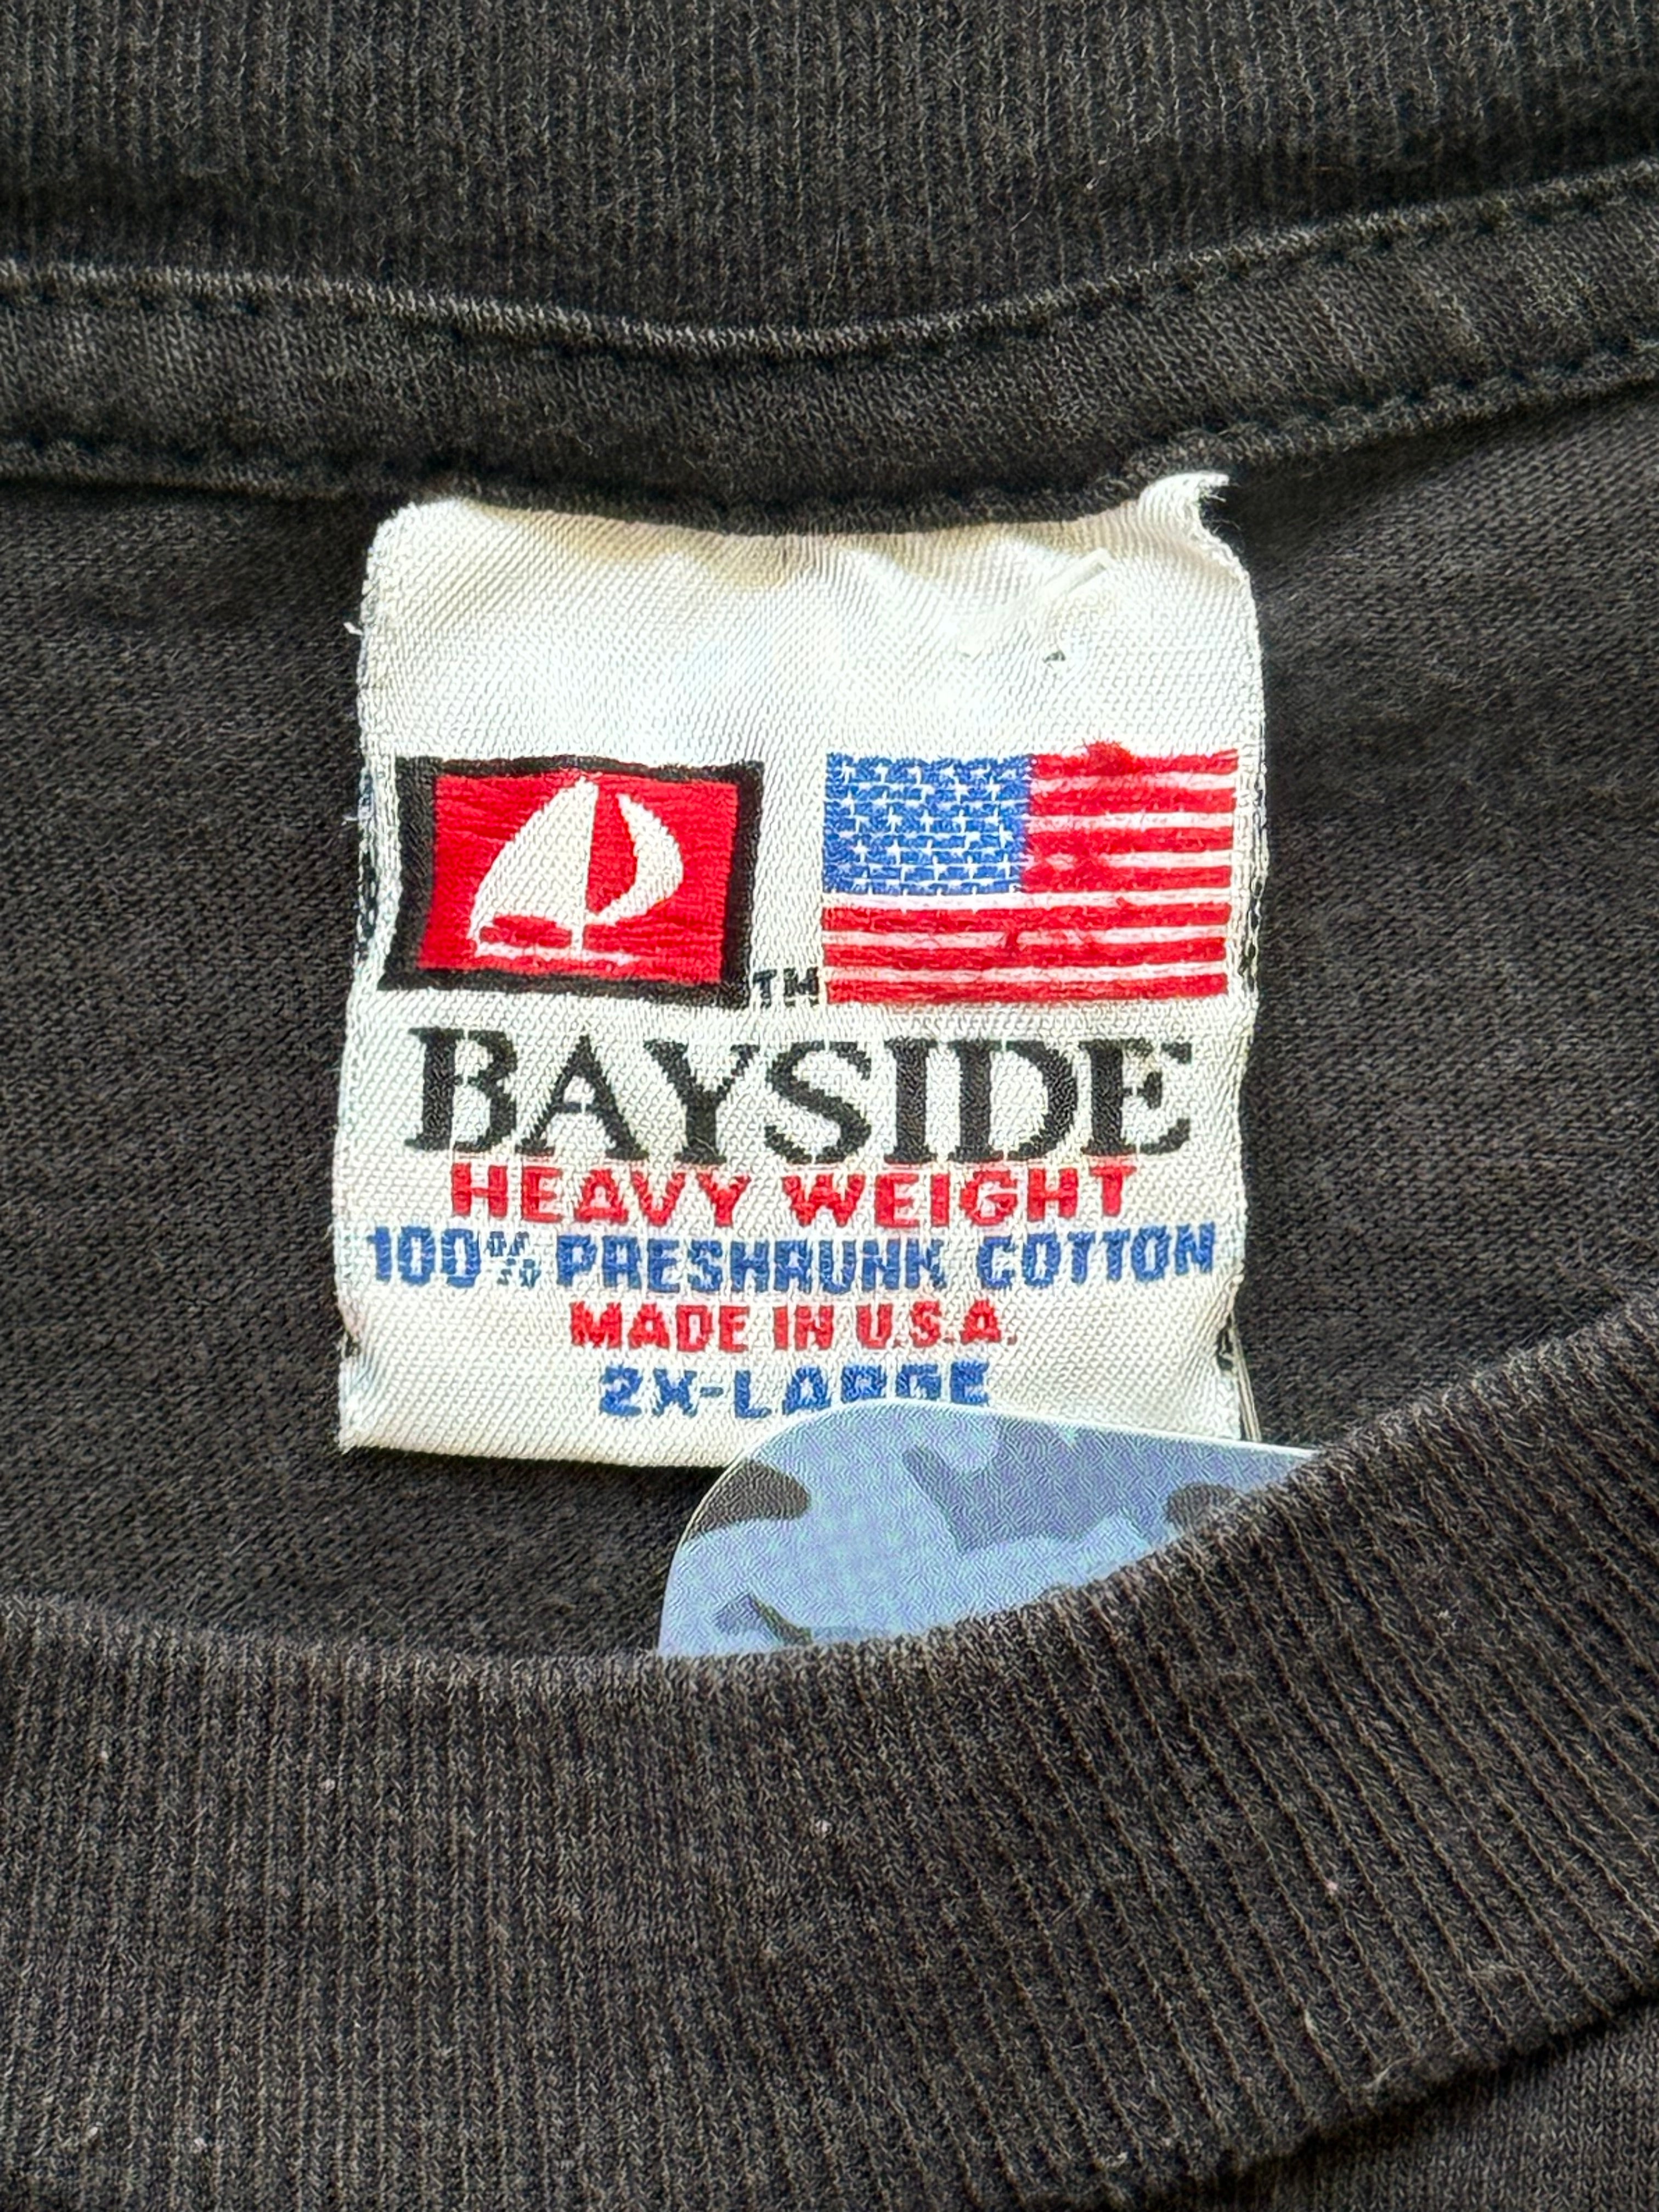 TM
BAYSIDE
HEAVY WEIGHT
100% PRESHRUNK COTTON
MADE IN U.S.A.
2X-LARGE